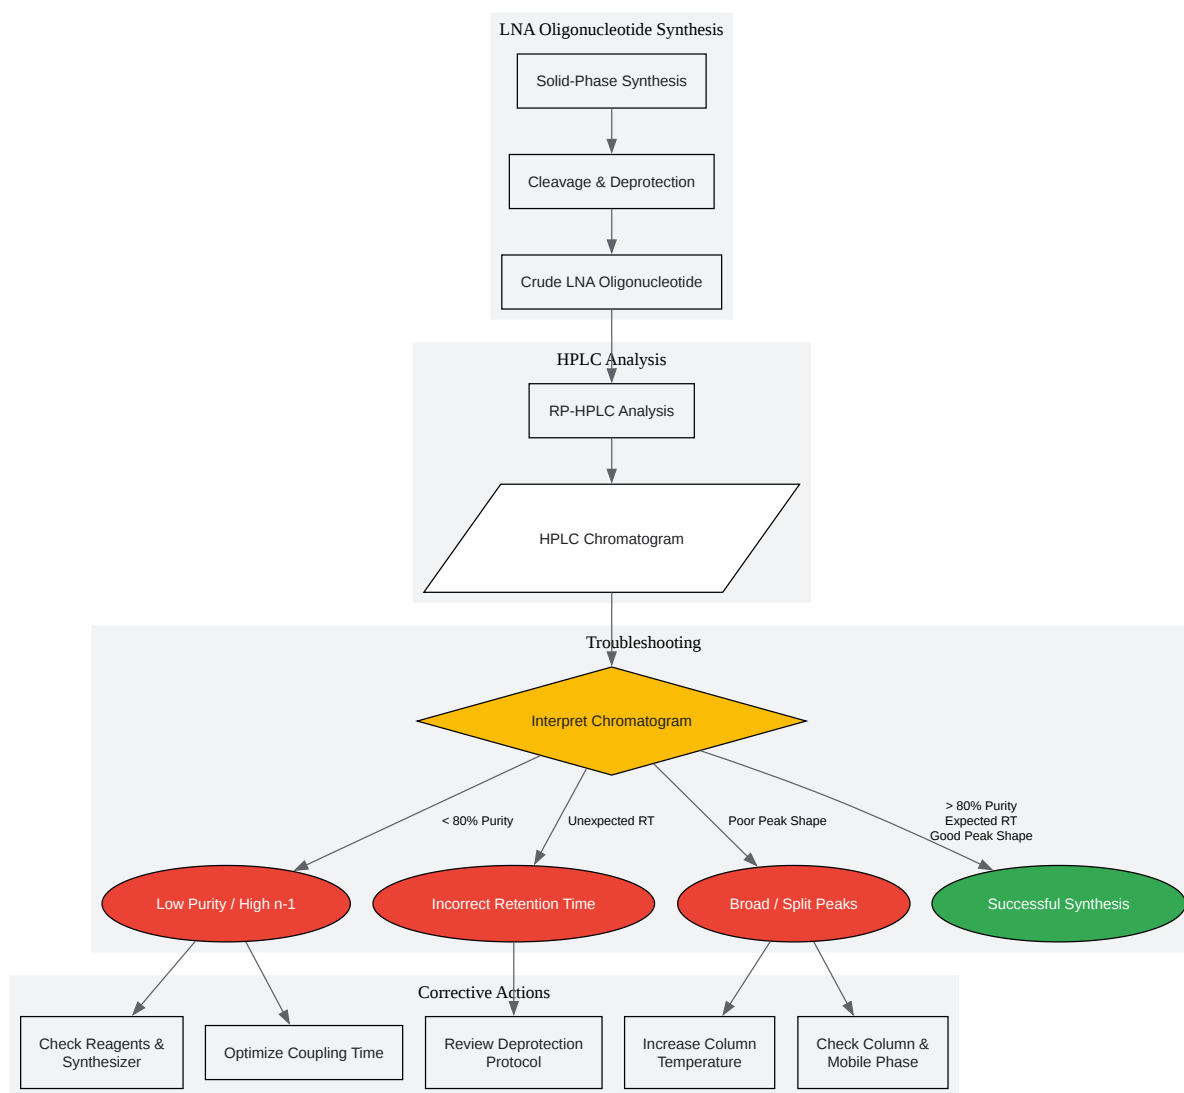 LNA Oligonucleotide Synthesis
Solid-Phase Synthesis
Cleavage & Deprotection
Crude LNA Oligonucleotide
HPLC Analysis
RP-HPLC Analysis
HPLC Chromatogram
Troubleshooting
Interpret Chromatogram
< 80% Purity
Unexpected RT
Poor Peak Shape
> 80% Purity
Expected RT
Good Peak Shape
Low Purity / High n-1
Incorrect Retention Time
Broad / Split Peaks
Successful Synthesis
Corrective Actions
Check Reagents &
Synthesizer
Optimize Coupling Time
Review Deprotection
Protocol
Increase Column
Temperature
Check Column &
Mobile Phase